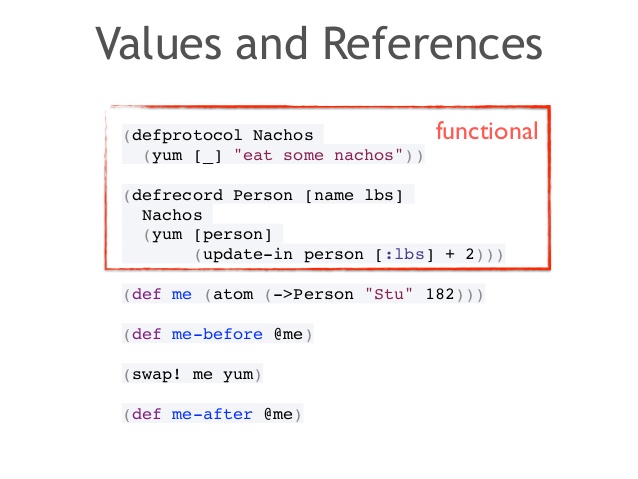 Values and References
functional
(defprotocol Nachos
  (yum [_] "eat some nachos"))
(defrecord Person [name lbs]
  Nachos
  (yum [person]
       (update-in person [:lbs] + 2)))
(def me (atom (->Person "Stu" 182)))
(def me-before @me)
(swap! me yum)
(def me-after @me)